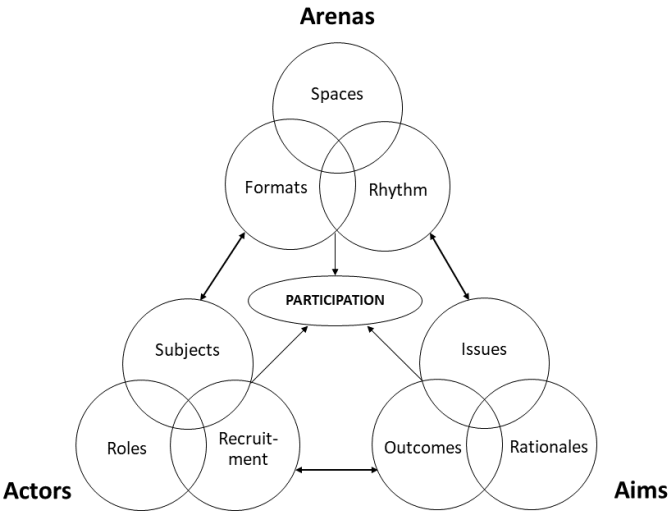 Arenas
Spaces
Formats
Rhythm
PARTICIPATION
Subjects
Issues
Roles
Recruit-
ment
Outcomes
Rationales
Actors
Aims